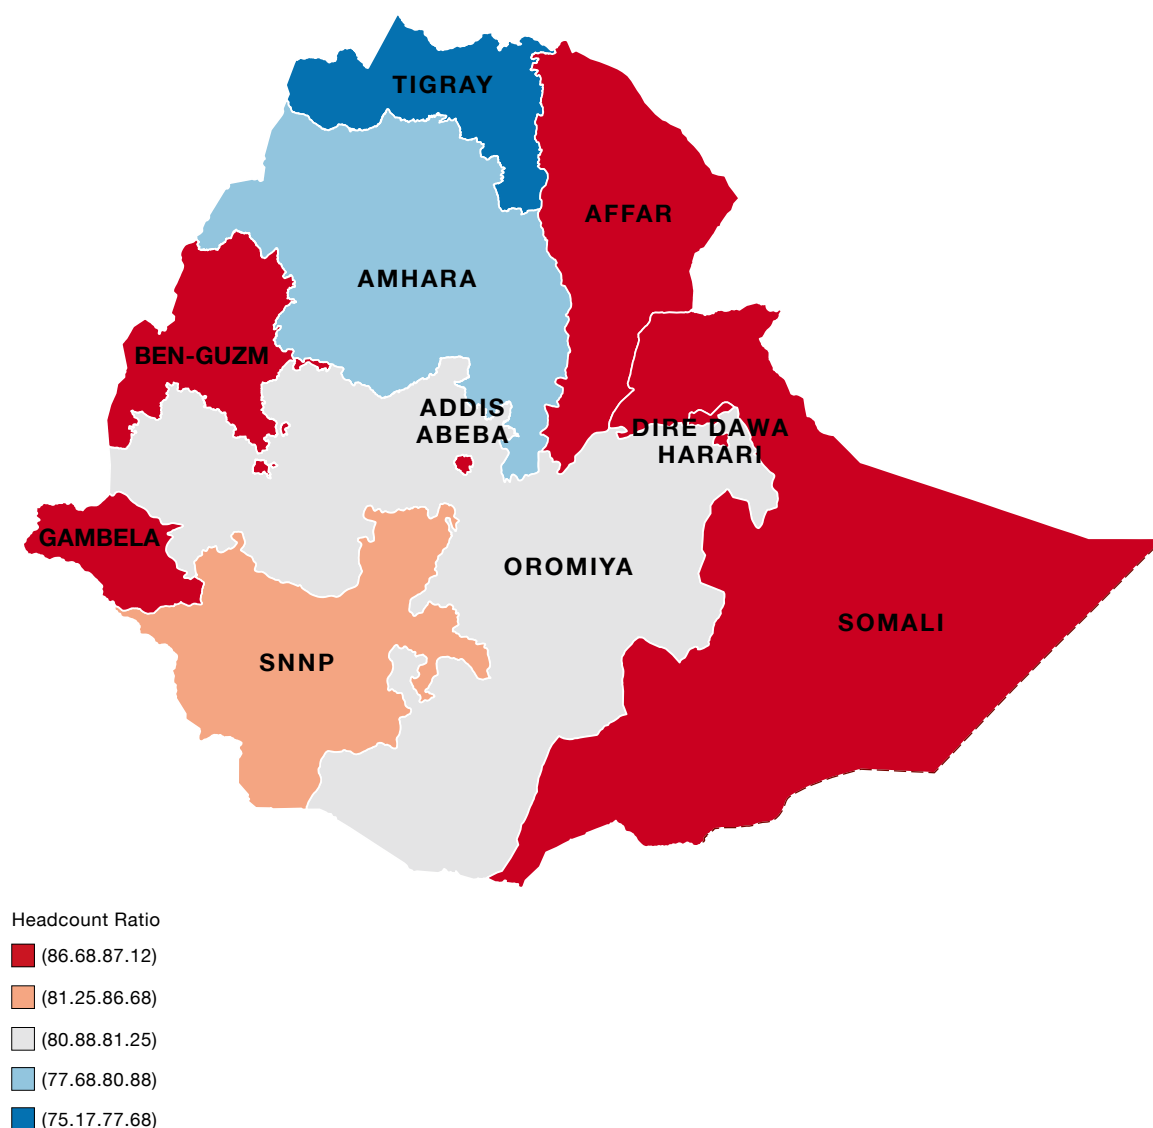 TIGRAY
AFFAR
AMHARA
BEN-GUZM
ADDIS
ABEBA
DIRE DAWA
HARARI
GAMBELA
OROMIYA
SOMALI
SNNP
Headcount Ratio
(86.68.87.12)
(81.25.86.68)
(80.88.81.25)
(77.68.80.88)
(75.17.77.68)